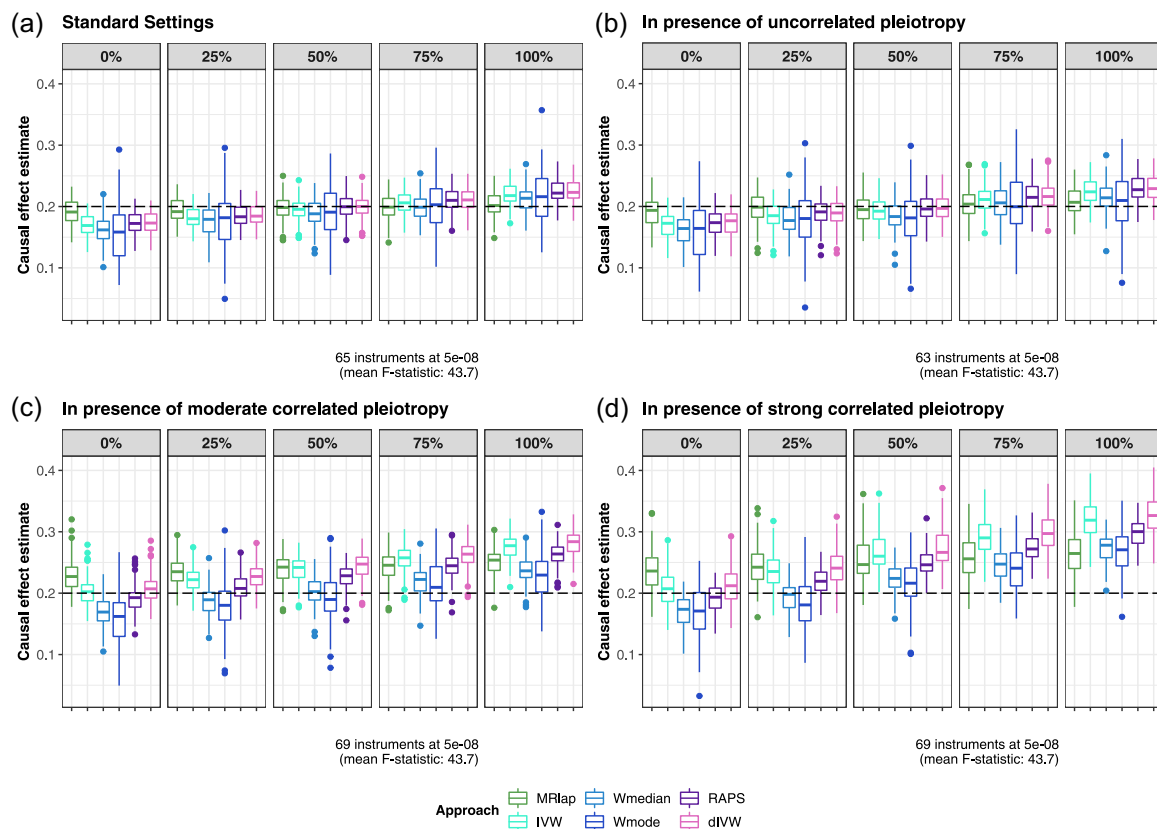 (a) Standard Settings
0% 25% 50% 75% 100%
Causal effect estimate
0.4
0.3
0.2
0.1
65 instruments at 5e-08
(mean F-statistic: 43.7)
(b) In presence of uncorrelated pleiotropy
0% 25% 50% 75% 100%
Causal effect estimate
0.4
0.3
0.2
0.1
63 instruments at 5e-08
(mean F-statistic: 43.7)
(c) In presence of moderate correlated pleiotropy
0% 25% 50% 75% 100%
Causal effect estimate
0.4
0.3
0.2
0.1
69 instruments at 5e-08
(mean F-statistic: 43.7)
(d) In presence of strong correlated pleiotropy
0% 25% 50% 75% 100%
Causal effect estimate
0.4
0.3
0.2
0.1
69 instruments at 5e-08
(mean F-statistic: 43.7)
Approach
MRlap Wmedian RAPS
IVW Wmode dIVW